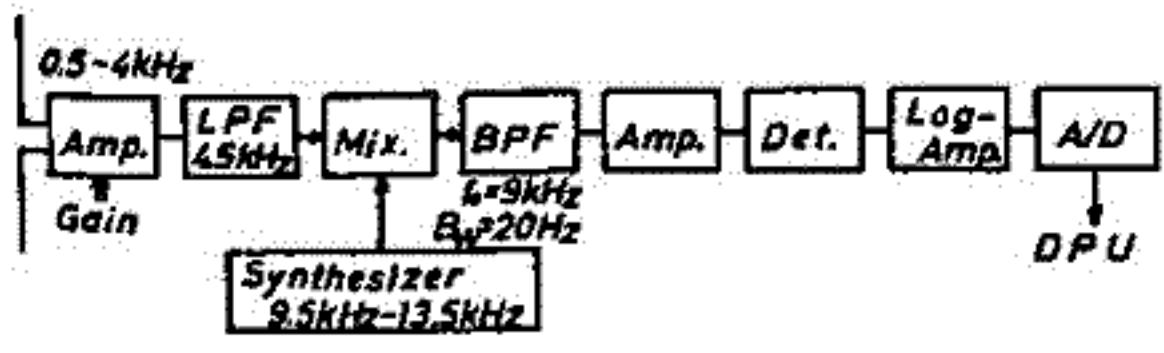 0.5~4kHz
Amp.
Gain
LPF
4.5kHz
Mix.
BPF
f₀=9kHz
Bw=20Hz
Amp.
Det.
Log-
Amp.
A/D
DPU
Synthesizer
9.5kHz-13.5kHz